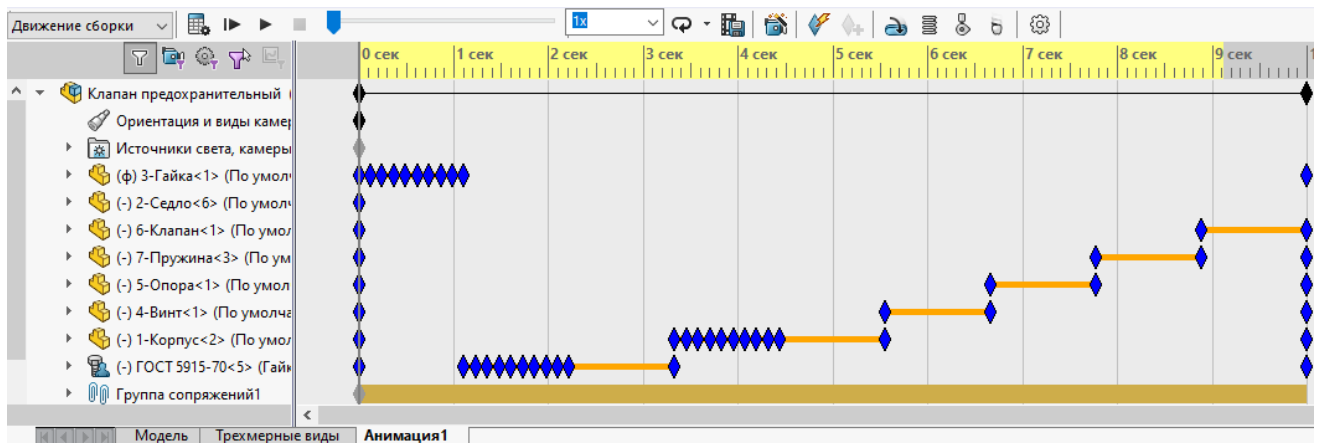 Движение сборки
1x
0 сек 1 сек 2 сек 3 сек 4 сек 5 сек 6 сек 7 сек 8 сек 9 сек 1
Клапан предохранительный (
Ориентация и виды камер
Источники света, камеры
(ф) 3-Гайка<1> (По умолч
(-) 2-Седло<6> (По умолч
(-) 6-Клапан<1> (По умол
(-) 7-Пружина<3> (По ум
(-) 5-Опора<1> (По умол
(-) 4-Винт<1> (По умолча
(-) 1-Корпус<2> (По умол
(-) ГОСТ 5915-70<5> (Гайк
Группа сопряжений1
Модель Трехмерные виды Анимация1